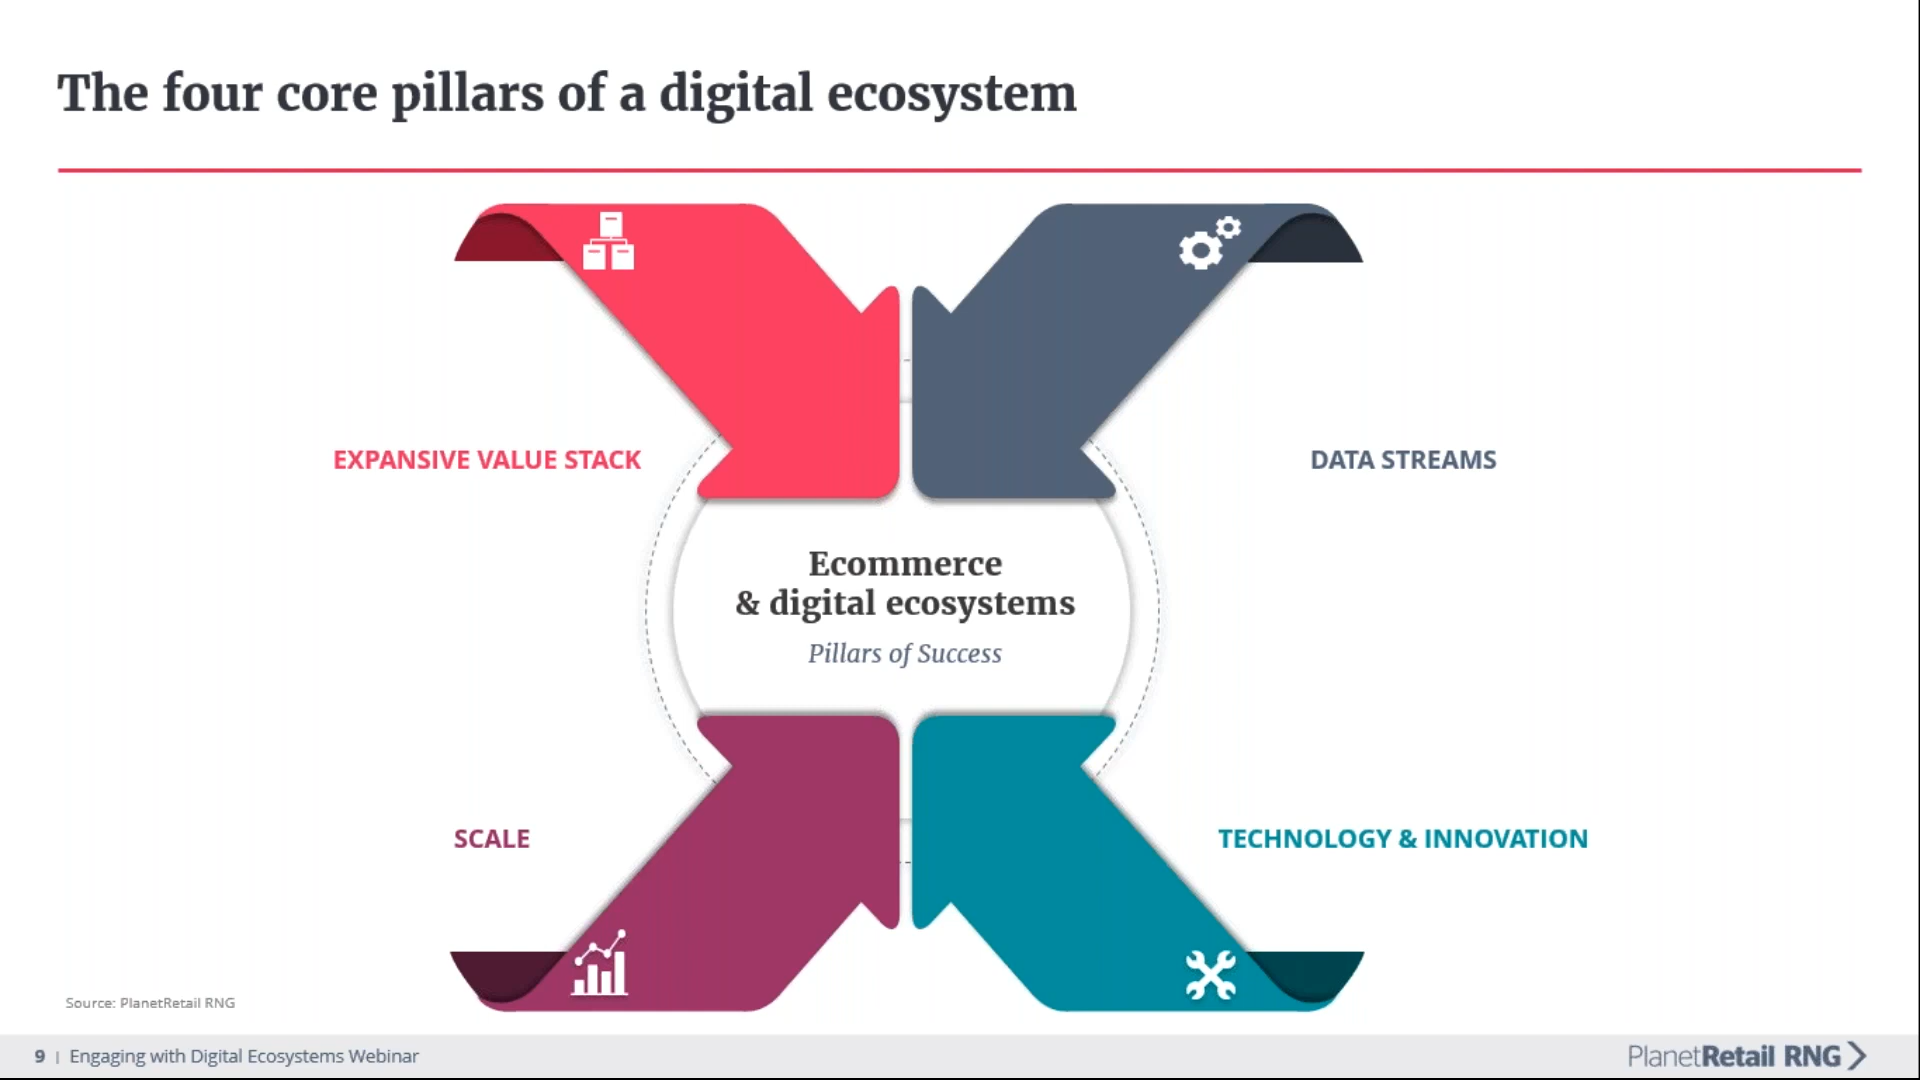 The four core pillars of a digital ecosystem
EXPANSIVE VALUE STACK
DATA STREAMS
Ecommerce
& digital ecosystems
Pillars of Success
SCALE
TECHNOLOGY & INNOVATION
Source: PlanetRetail RNG
9 | Engaging with Digital Ecosystems Webinar
PlanetRetail RNG